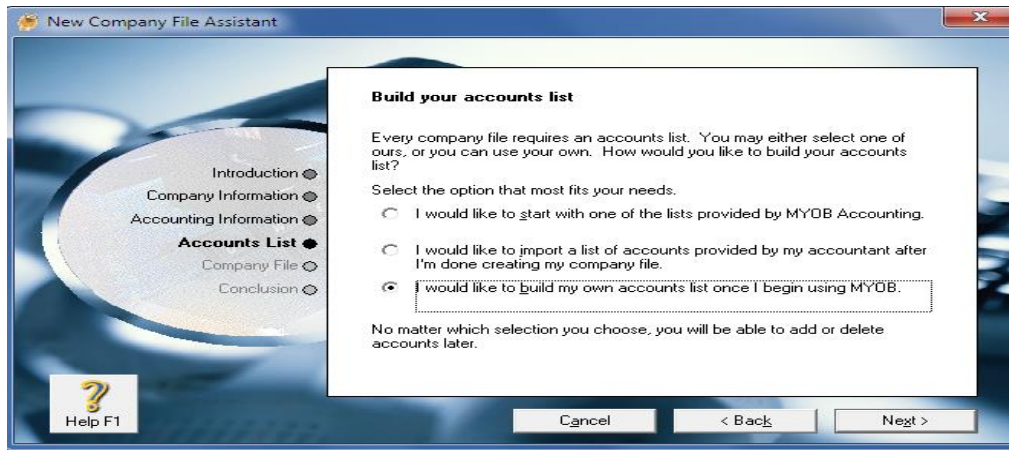 New Company File Assistant
Build your accounts list
Every company file requires an accounts list. You may either select one of
ours, or you can use your own. How would you like to build your accounts
list?
Select the option that most fits your needs.
I would like to start with one of the lists provided by MYOB Accounting.
I would like to import a list of accounts provided by my accountant after
I'm done creating my company file.
I would like to build my own accounts list once I begin using MYOB.
No matter which selection you choose, you will be able to add or delete
accounts later.
Introduction
Company Information
Accounting Information
Accounts List
Company File
Conclusion
Help F1
Cancel
< Back
Next >